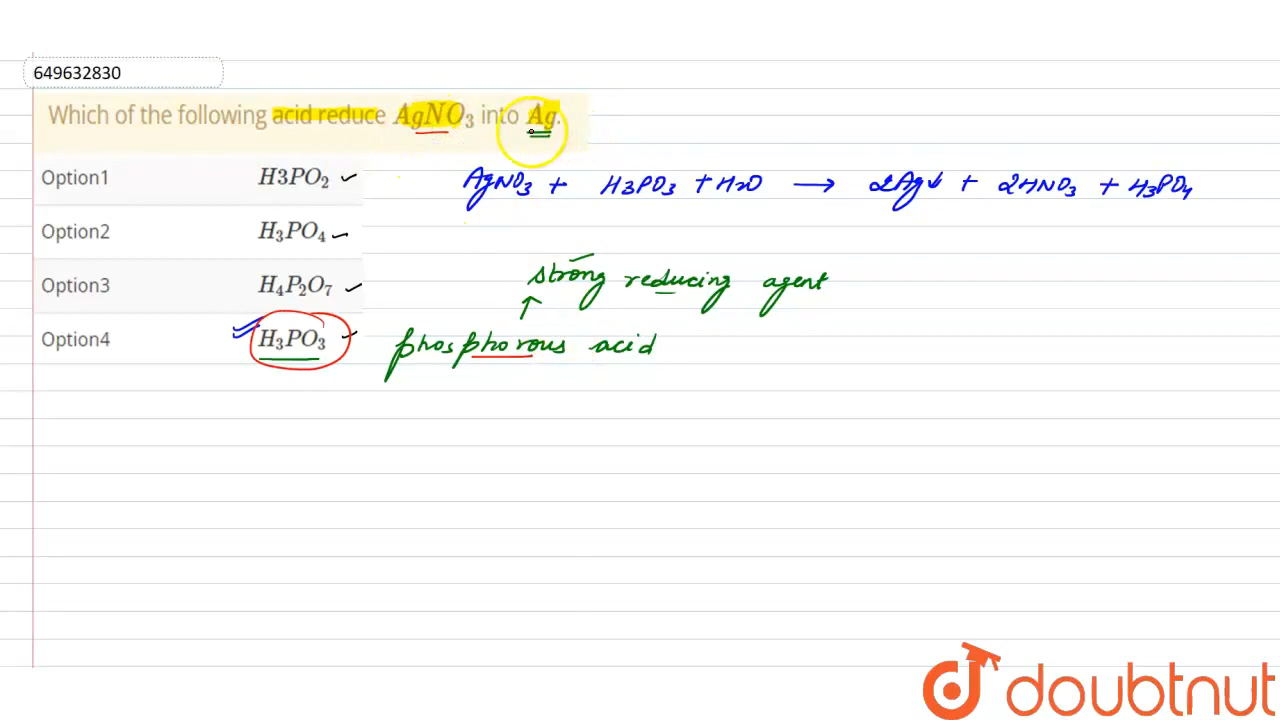 649632830
Which of the following acid reduce AgNO₃ into Ag.
Option1 H3PO₂
AgNO₃ + H₃PO₃ + H₂O → 2Ag↓ + 2HNO₃ + H₃PO₄
Option2 H₃PO₄
strong reducing agent
Option3 H₄P₂O₇
↑
Option4 H₃PO₃ phosphorous acid
doubtnut